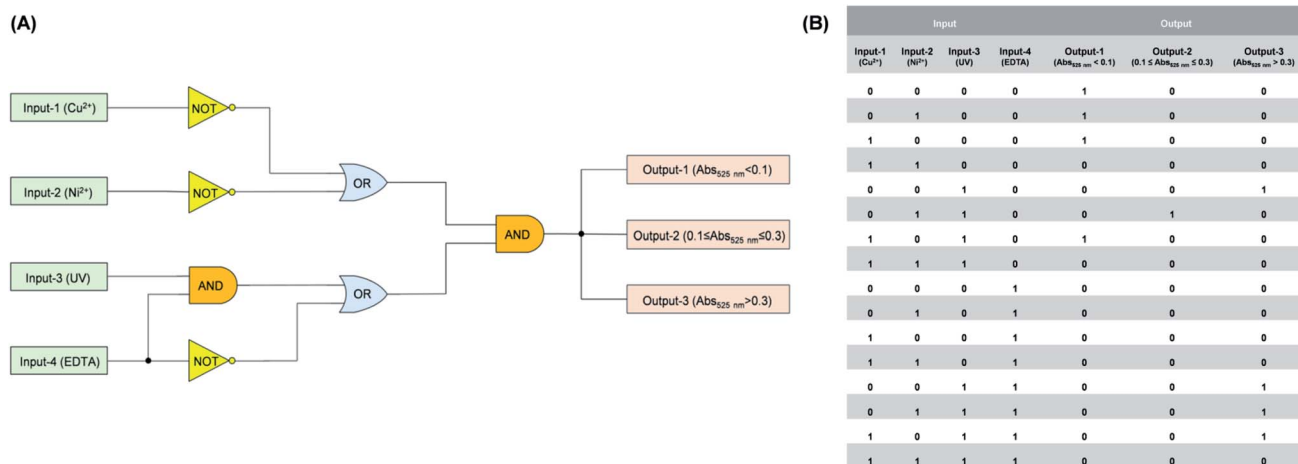 (A)
Input-1 (Cu²⁺)
NOT
Input-2 (Ni²⁺)
NOT
OR
Input-3 (UV)
AND
OR
Input-4 (EDTA)
NOT
AND
Output-1 (Abs₅₂₅ ₙₘ<0.1)
Output-2 (0.1≤Abs₅₂₅ ₙₘ≤0.3)
Output-3 (Abs₅₂₅ ₙₘ>0.3)
(B)
Input Output
Input-1 Input-2 Input-3 Input-4 Output-1 Output-2 Output-3
(Cu²⁺) (Ni²⁺) (UV) (EDTA) (Abs₅₂₅ ₙₘ < 0.1) (0.1 ≤ Abs₅₂₅ ₙₘ ≤ 0.3) (Abs₅₂₅ ₙₘ > 0.3)
0 0 0 0 1 0 0
0 1 0 0 1 0 0
1 0 0 0 1 0 0
1 1 0 0 0 0 0
0 0 1 0 0 0 1
0 1 1 0 0 1 0
1 0 1 0 1 0 0
1 1 1 0 0 0 0
0 0 0 1 0 0 0
0 1 0 1 0 0 0
1 0 0 1 0 0 0
1 1 0 1 0 0 0
0 0 1 1 0 0 1
0 1 1 1 0 0 1
1 0 1 1 0 0 1
1 1 1 1 0 0 0